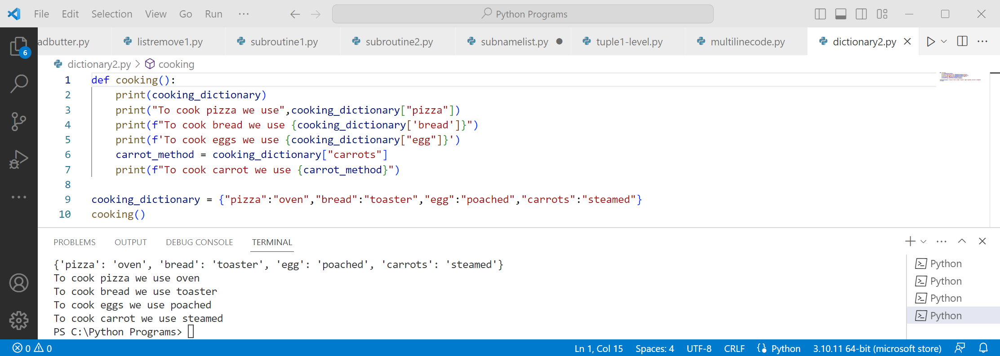 File Edit Selection View Go Run ··· Python Programs
adbutter.py listremove1.py subroutine1.py subroutine2.py subnamelist.py tuple1-level.py multilinecode.py dictionary2.py
6
dictionary2.py > cooking
1 def cooking():
2     print(cooking_dictionary)
3     print("To cook pizza we use",cooking_dictionary["pizza"])
4     print(f"To cook bread we use {cooking_dictionary['bread']}")
5     print(f'To cook eggs we use {cooking_dictionary["egg"]}')
6     carrot_method = cooking_dictionary["carrots"]
7     print(f"To cook carrot we use {carrot_method}")
8
9 cooking_dictionary = {"pizza":"oven","bread":"toaster","egg":"poached","carrots":"steamed"}
10 cooking()
PROBLEMS OUTPUT DEBUG CONSOLE TERMINAL
{'pizza': 'oven', 'bread': 'toaster', 'egg': 'poached', 'carrots': 'steamed'}
To cook pizza we use oven
To cook bread we use toaster
To cook eggs we use poached
To cook carrot we use steamed
PS C:\Python Programs>
Python
Python
Python
Python
0 0 Ln 1, Col 15 Spaces: 4 UTF-8 CRLF Python 3.10.11 64-bit (microsoft store)